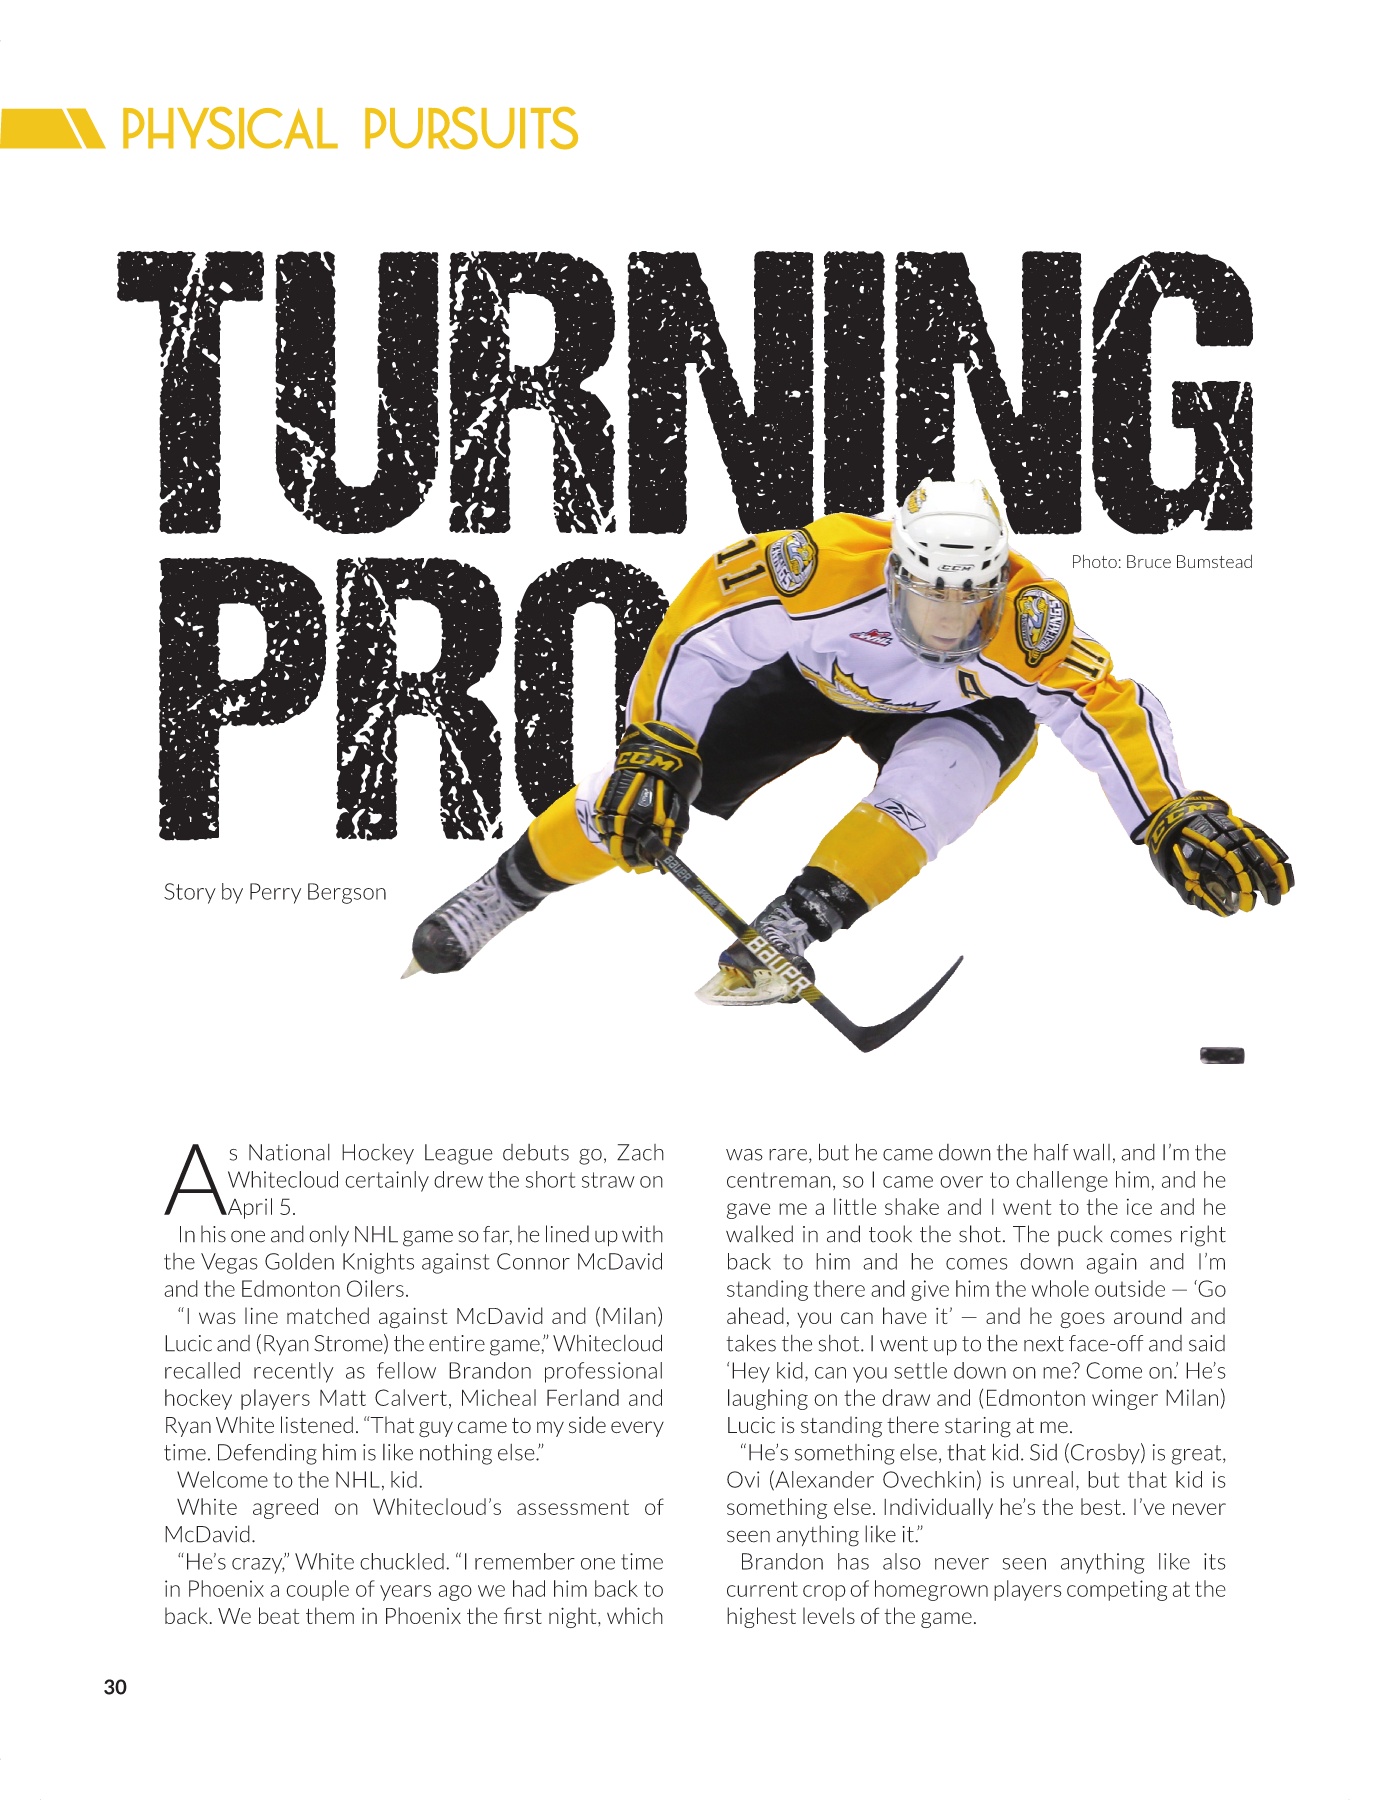 PHYSICAL PURSUITS
TURNING
PRO
Photo: Bruce Bumstead
11
11
CCM
CCM
CCM
BAUER
BAUER
Story by Perry Bergson
As National Hockey League debuts go, Zach
Whitecloud certainly drew the short straw on
April 5.
In his one and only NHL game so far, he lined up with
the Vegas Golden Knights against Connor McDavid
and the Edmonton Oilers.
“I was line matched against McDavid and (Milan)
Lucic and (Ryan Strome) the entire game,” Whitecloud
recalled recently as fellow Brandon professional
hockey players Matt Calvert, Micheal Ferland and
Ryan White listened. “That guy came to my side every
time. Defending him is like nothing else.”
Welcome to the NHL, kid.
White agreed on Whitecloud’s assessment of
McDavid.
“He’s crazy,” White chuckled. “I remember one time
in Phoenix a couple of years ago we had him back to
back. We beat them in Phoenix the first night, which
was rare, but he came down the half wall, and I’m the
centreman, so I came over to challenge him, and he
gave me a little shake and I went to the ice and he
walked in and took the shot. The puck comes right
back to him and he comes down again and I’m
standing there and give him the whole outside — ‘Go
ahead, you can have it’ — and he goes around and
takes the shot. I went up to the next face-off and said
‘Hey kid, can you settle down on me? Come on.’ He’s
laughing on the draw and (Edmonton winger Milan)
Lucic is standing there staring at me.
“He’s something else, that kid. Sid (Crosby) is great,
Ovi (Alexander Ovechkin) is unreal, but that kid is
something else. Individually he’s the best. I’ve never
seen anything like it.”
Brandon has also never seen anything like its
current crop of homegrown players competing at the
highest levels of the game.
30